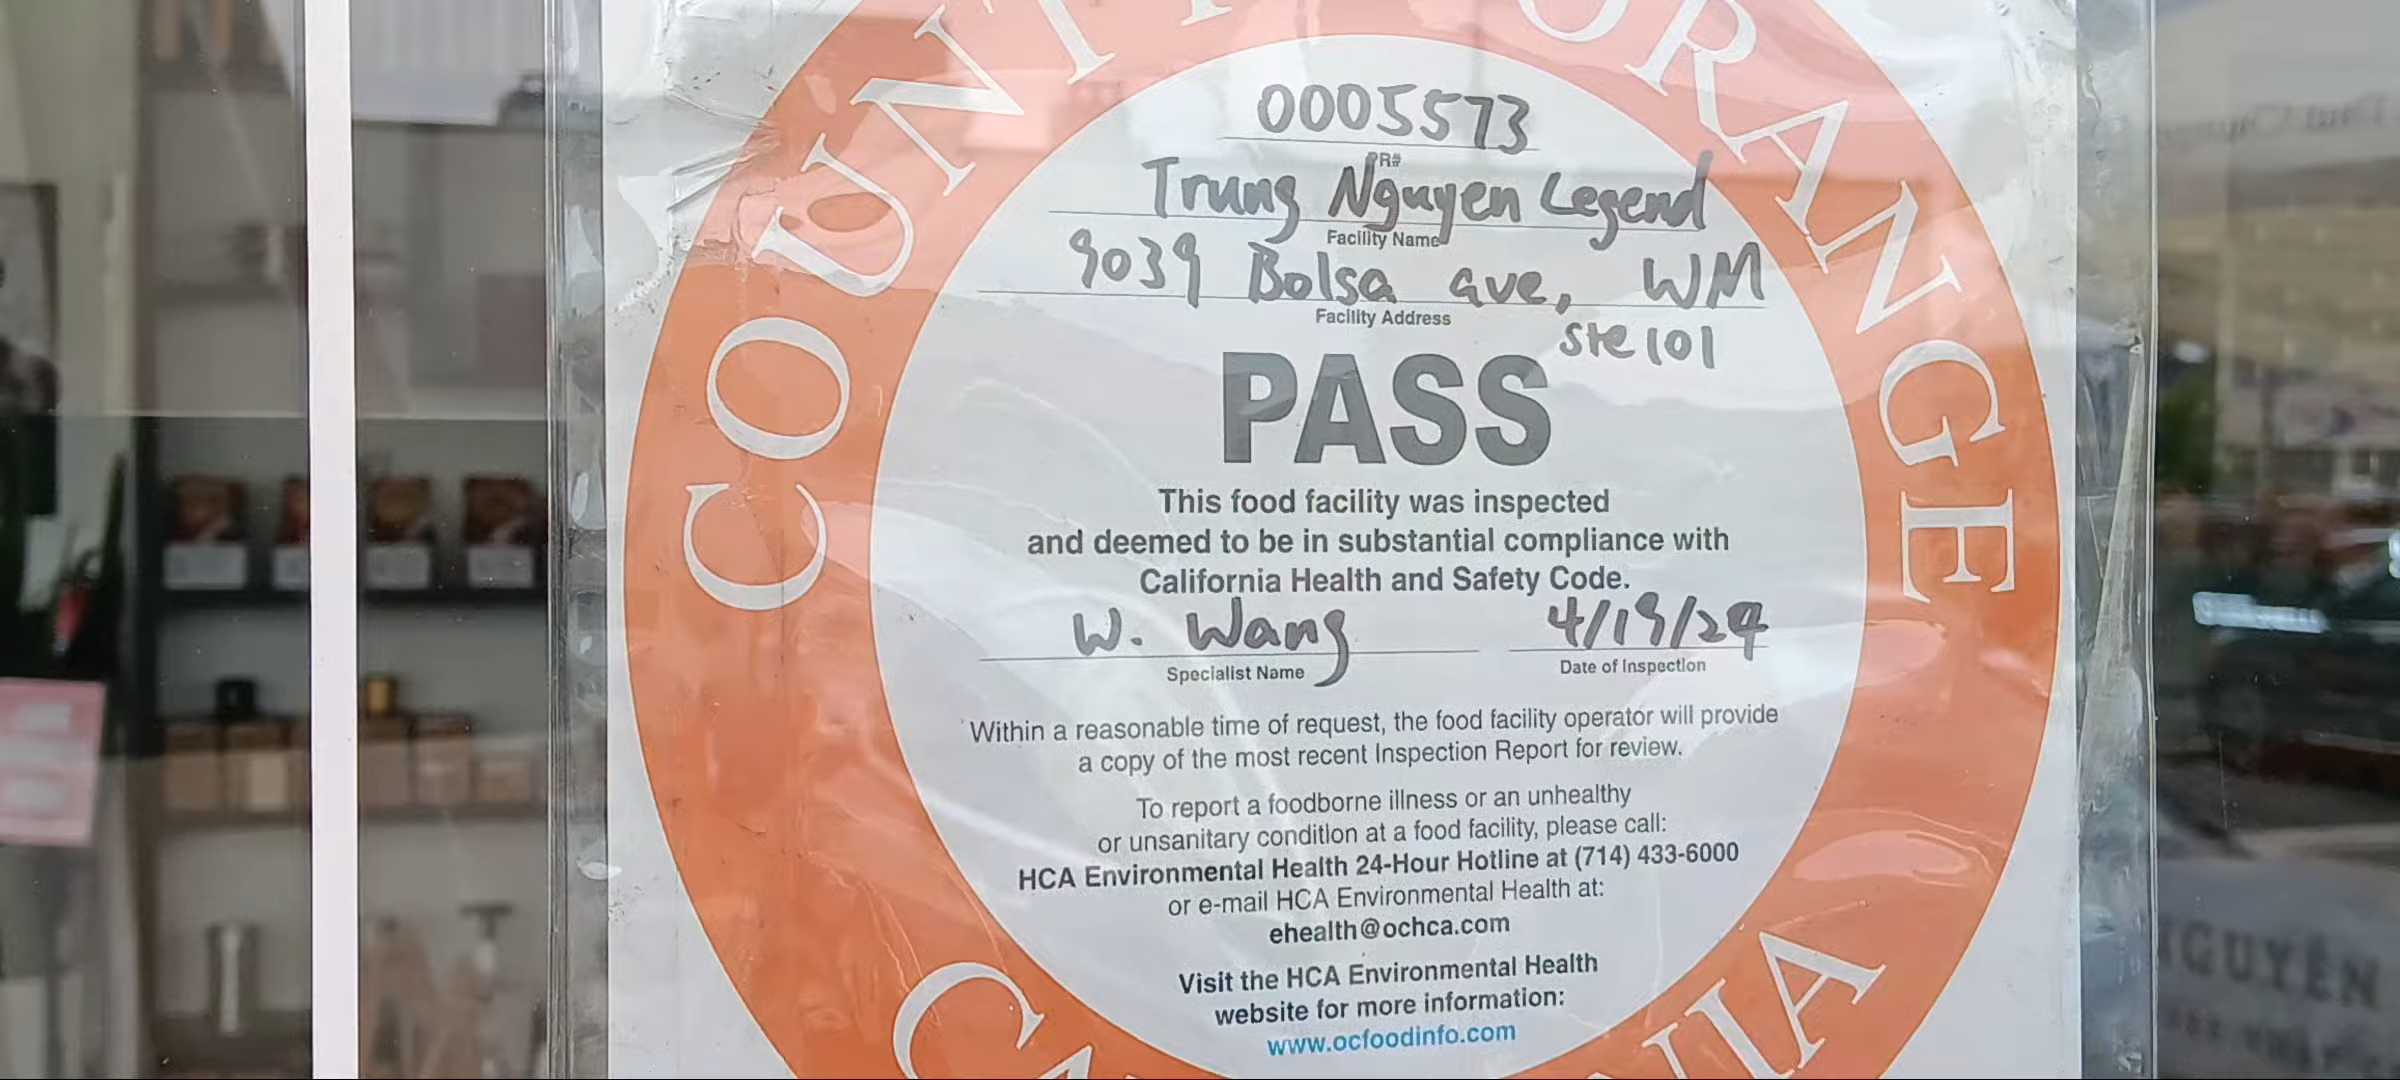 COUNTY ORANGE
0005573
PR#
Trung Nguyen Legend
Facility Name
9039 Bolsa ave, WM
Facility Address
Ste 101
PASS
This food facility was inspected
and deemed to be in substantial compliance with
California Health and Safety Code.
W. Wang
4/19/24
Specialist Name
Date of Inspection
Within a reasonable time of request, the food facility operator will provide
a copy of the most recent Inspection Report for review.
To report a foodborne illness or an unhealthy
or unsanitary condition at a food facility, please call:
HCA Environmental Health 24-Hour Hotline at (714) 433-6000
or e-mail HCA Environmental Health at:
ehealth@ochca.com
Visit the HCA Environmental Health
website for more information:
www.ocfoodinfo.com
NGUYÊN